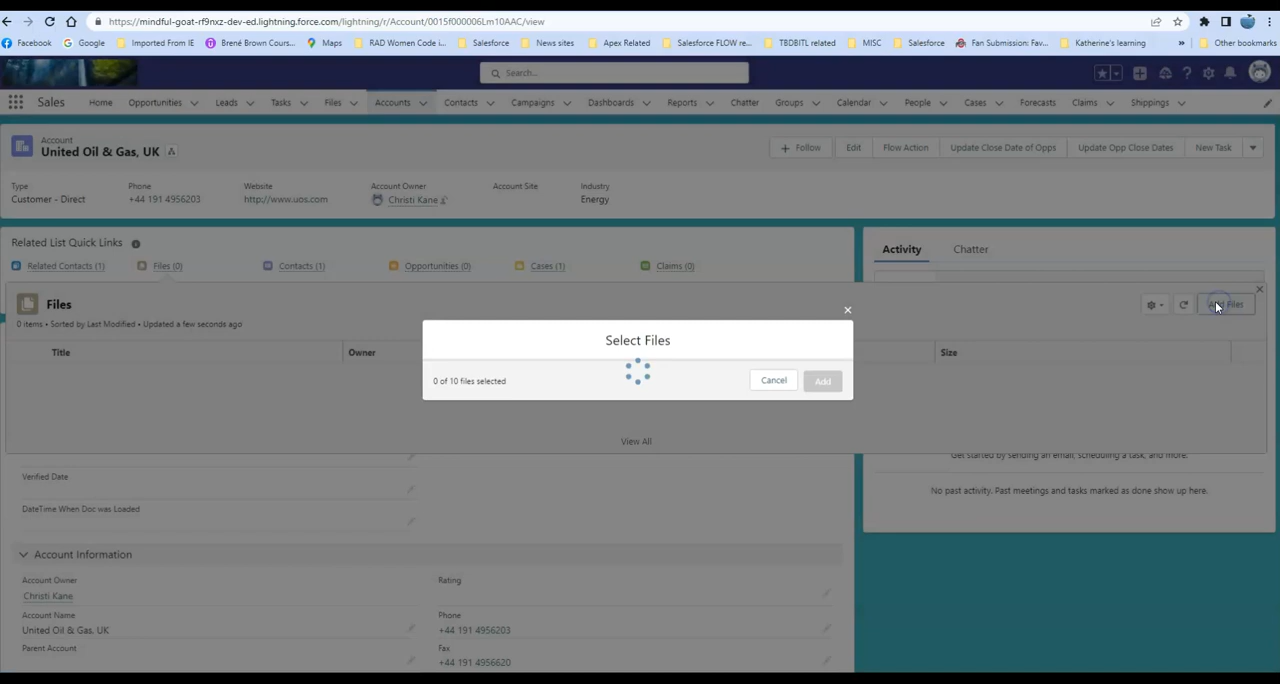 https://mindful-goat-rf9nxz-dev-ed.lightning.force.com/lightning/r/Account/0015f000006Lm10AAC/view
Facebook Google Imported From IE Brené Brown Cours... Maps RAD Women Code i... Salesforce News sites Apex Related Salesforce FLOW re... TBDBITL related MISC Salesforce Fan Submission: Fav... Katherine's learning » Other bookmarks
Search...
Sales Home Opportunities Leads Tasks Files Accounts Contacts Campaigns Dashboards Reports Chatter Groups Calendar People Cases Forecasts Claims Shippings
Account
United Oil & Gas, UK
+ Follow Edit Flow Action Update Close Date of Opps Update Opp Close Dates New Task
Type Phone Website Account Owner Account Site Industry
Customer - Direct +44 191 4956203 http://www.uos.com Christi Kane Energy
Related List Quick Links
Activity Chatter
Related Contacts (1) Files (0) Contacts (1) Opportunities (0) Cases (1) Claims (0)
Files
Add Files
0 items • Sorted by Last Modified • Updated a few seconds ago
Title Owner Size
Select Files
0 of 10 files selected
Cancel Add
View All
Get started by sending an email, scheduling a task, and more.
No past activity. Past meetings and tasks marked as done show up here.
Verified Date
DateTime When Doc was Loaded
Account Information
Account Owner Rating
Christi Kane
Account Name Phone
United Oil & Gas, UK +44 191 4956203
Parent Account Fax
+44 191 4956620